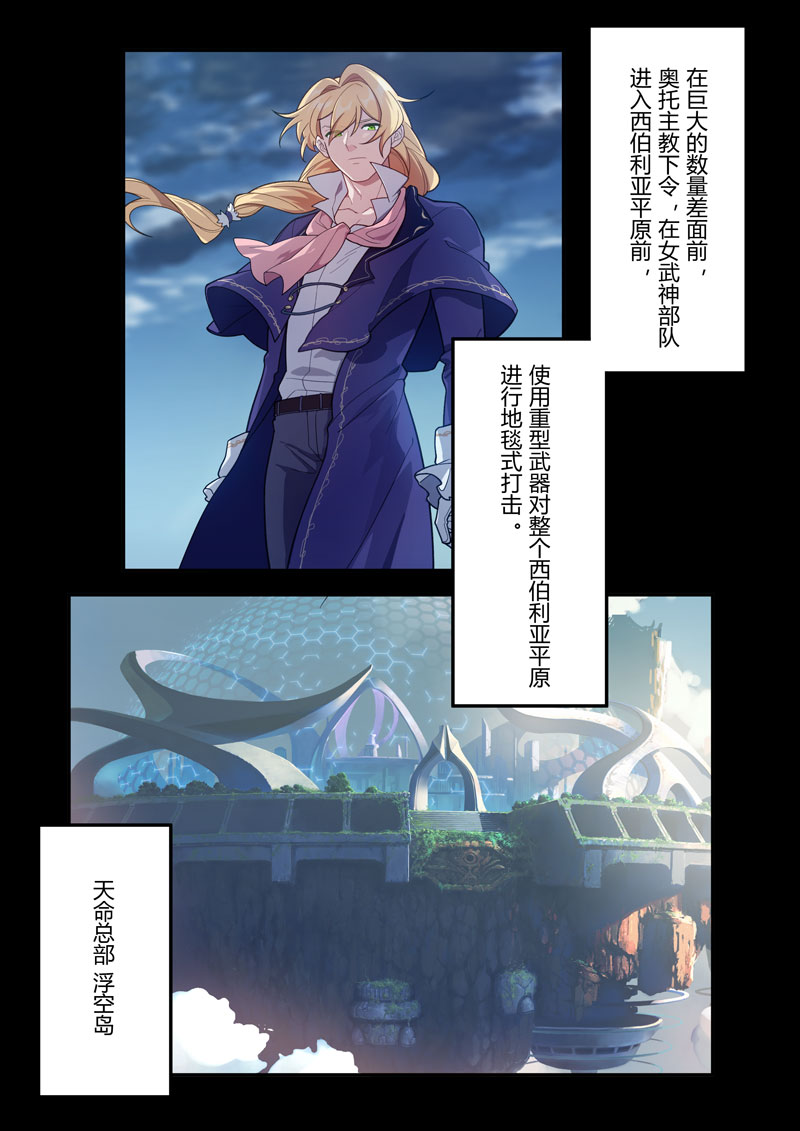 在巨大的数量差面前，
奥托主教下令，在女武神部队
进入西伯利亚平原前，
使用重型武器对整个西伯利亚平原
进行地毯式打击。
天命总部 浮空岛